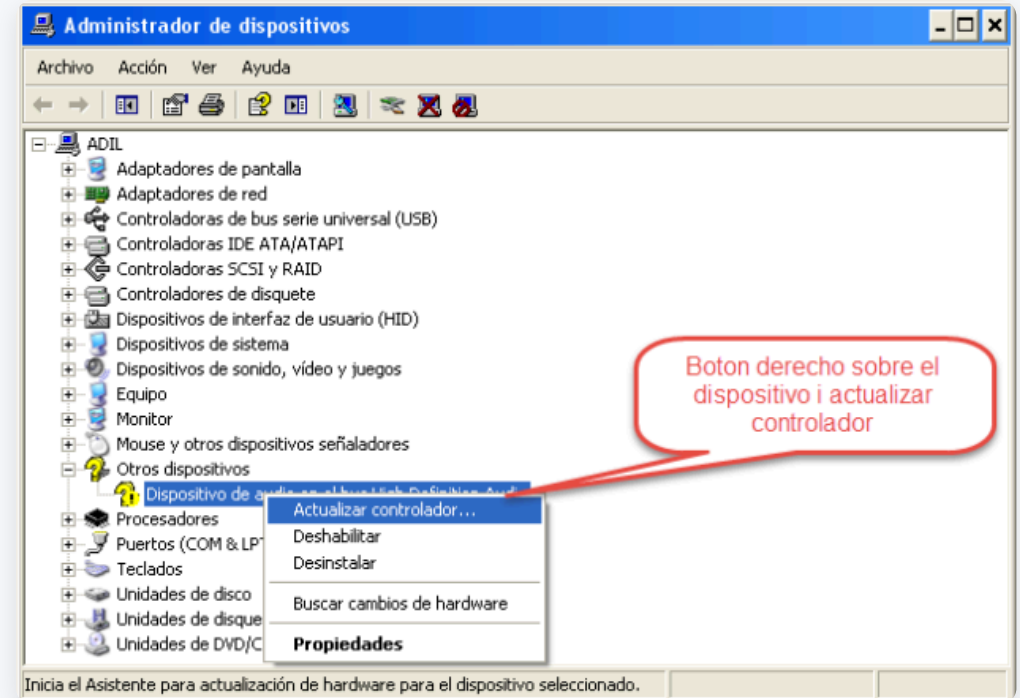 Administrador de dispositivos
Archivo Acción Ver Ayuda
ADIL
Adaptadores de pantalla
Adaptadores de red
Controladoras de bus serie universal (USB)
Controladoras IDE ATA/ATAPI
Controladoras SCSI y RAID
Controladores de disquete
Dispositivos de interfaz de usuario (HID)
Dispositivos de sistema
Dispositivos de sonido, vídeo y juegos
Equipo
Monitor
Mouse y otros dispositivos señaladores
Otros dispositivos
Dispositivo de audio en el bus High Definition
Procesadores
Puertos (COM & LPT
Teclados
Unidades de disco
Unidades de disque
Unidades de DVD/C
Actualizar controlador...
Deshabilitar
Desinstalar
Buscar cambios de hardware
Propiedades
Boton derecho sobre el
dispositivo i actualizar
controlador
Inicia el Asistente para actualización de hardware para el dispositivo seleccionado.